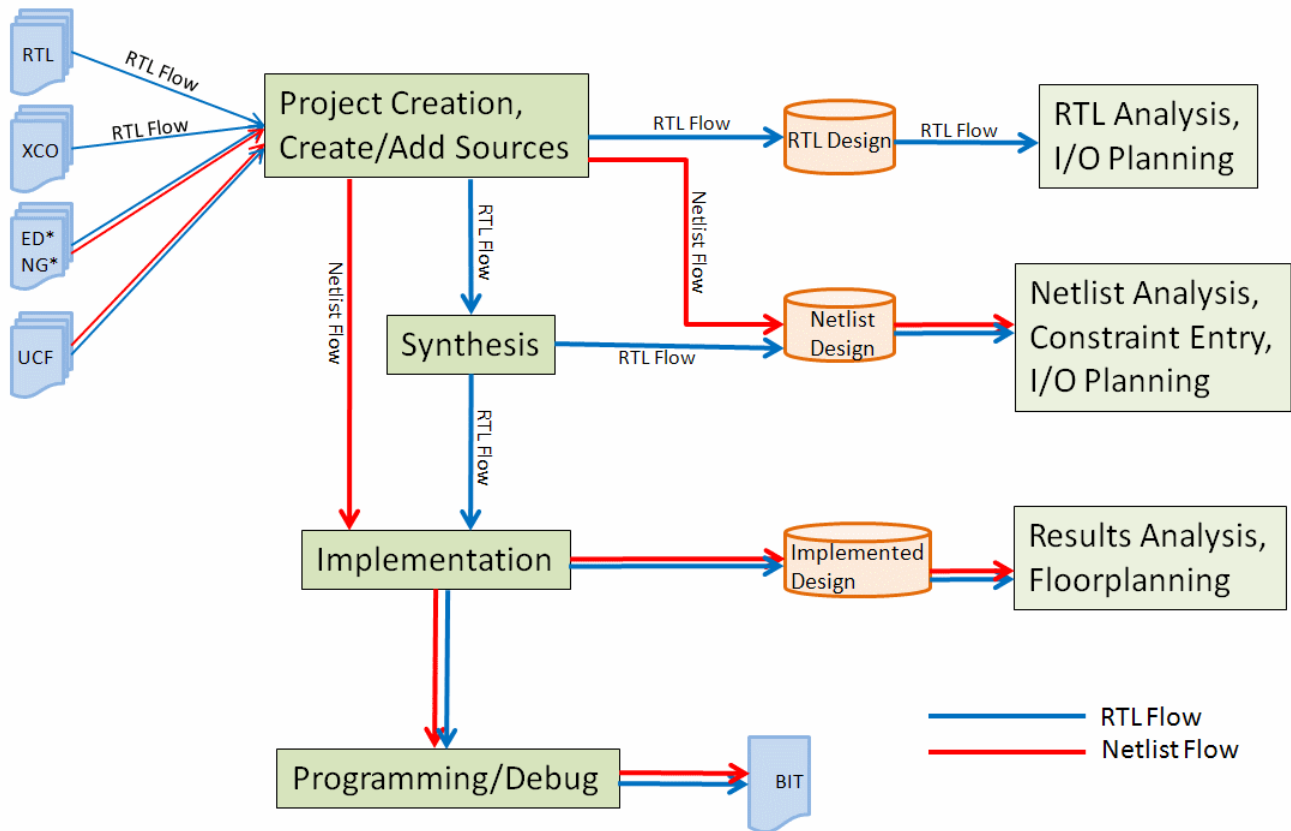 RTL
RTL Flow
XCO
RTL Flow
ED*
NG*
UCF
Project Creation,
Create/Add Sources
RTL Flow
RTL Design
RTL Flow
RTL Analysis,
I/O Planning
RTL Flow
Netlist Flow
Netlist Flow
Synthesis
RTL Flow
Netlist
Design
Netlist Analysis,
Constraint Entry,
I/O Planning
RTL Flow
Implementation
Implemented
Design
Results Analysis,
Floorplanning
RTL Flow
Netlist Flow
Programming/Debug
BIT